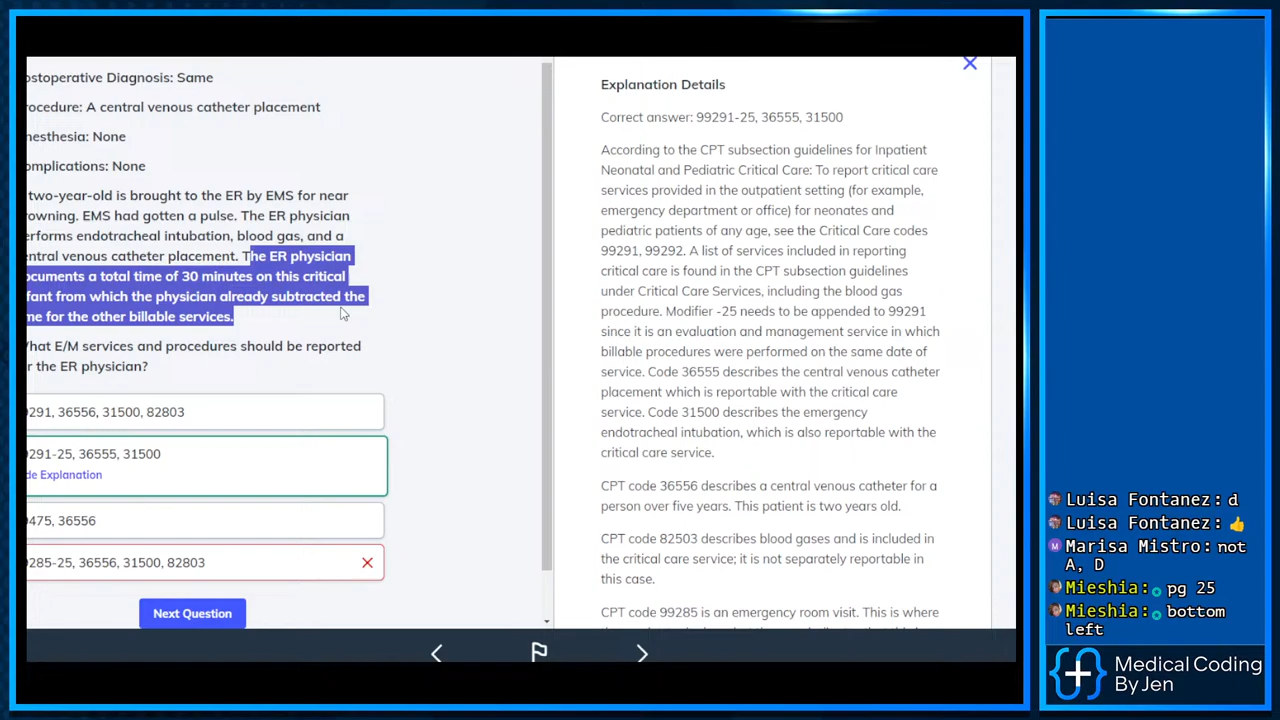 ostoperative Diagnosis: Same
rocedure: A central venous catheter placement
nesthesia: None
omplications: None
two-year-old is brought to the ER by EMS for near
rowning. EMS had gotten a pulse. The ER physician
erforms endotracheal intubation, blood gas, and a
entral venous catheter placement. The ER physician
ocuments a total time of 30 minutes on this critical
fant from which the physician already subtracted the
me for the other billable services.
hat E/M services and procedures should be reported
r the ER physician?
9291, 36556, 31500, 82803
9291-25, 36555, 31500
de Explanation
9475, 36556
9285-25, 36556, 31500, 82803
Next Question
Explanation Details
Correct answer: 99291-25, 36555, 31500
According to the CPT subsection guidelines for Inpatient
Neonatal and Pediatric Critical Care: To report critical care
services provided in the outpatient setting (for example,
emergency department or office) for neonates and
pediatric patients of any age, see the Critical Care codes
99291, 99292. A list of services included in reporting
critical care is found in the CPT subsection guidelines
under Critical Care Services, including the blood gas
procedure. Modifier -25 needs to be appended to 99291
since it is an evaluation and management service in which
billable procedures were performed on the same date of
service. Code 36555 describes the central venous catheter
placement which is reportable with the critical care
service. Code 31500 describes the emergency
endotracheal intubation, which is also reportable with the
critical care service.
CPT code 36556 describes a central venous catheter for a
person over five years. This patient is two years old.
CPT code 82503 describes blood gases and is included in
the critical care service; it is not separately reportable in
this case.
CPT code 99285 is an emergency room visit. This is where
Luisa Fontanez: d
Luisa Fontanez: 👍
Marisa Mistro: not
A, D
Mieshia: pg 25
Mieshia: bottom
left
Medical Coding
By Jen